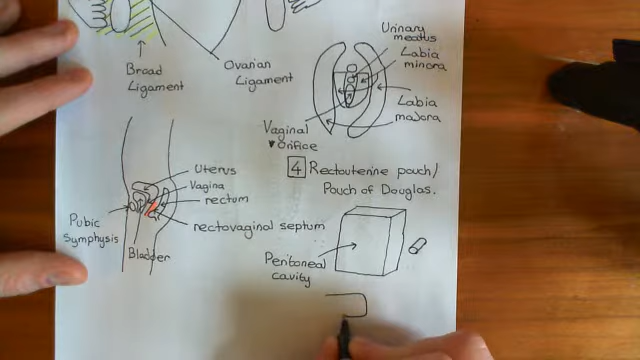 Broad
Ligament
Ovarian
Ligament
Urinary
meatus
Labia
minora
Labia
majora
Vaginal
Orifice
4 Rectouterine pouch/
Pouch of Douglas.
Uterus
Vagina
rectum
rectovaginal septum
Pubic
Symphysis
Bladder
Peritoneal
cavity